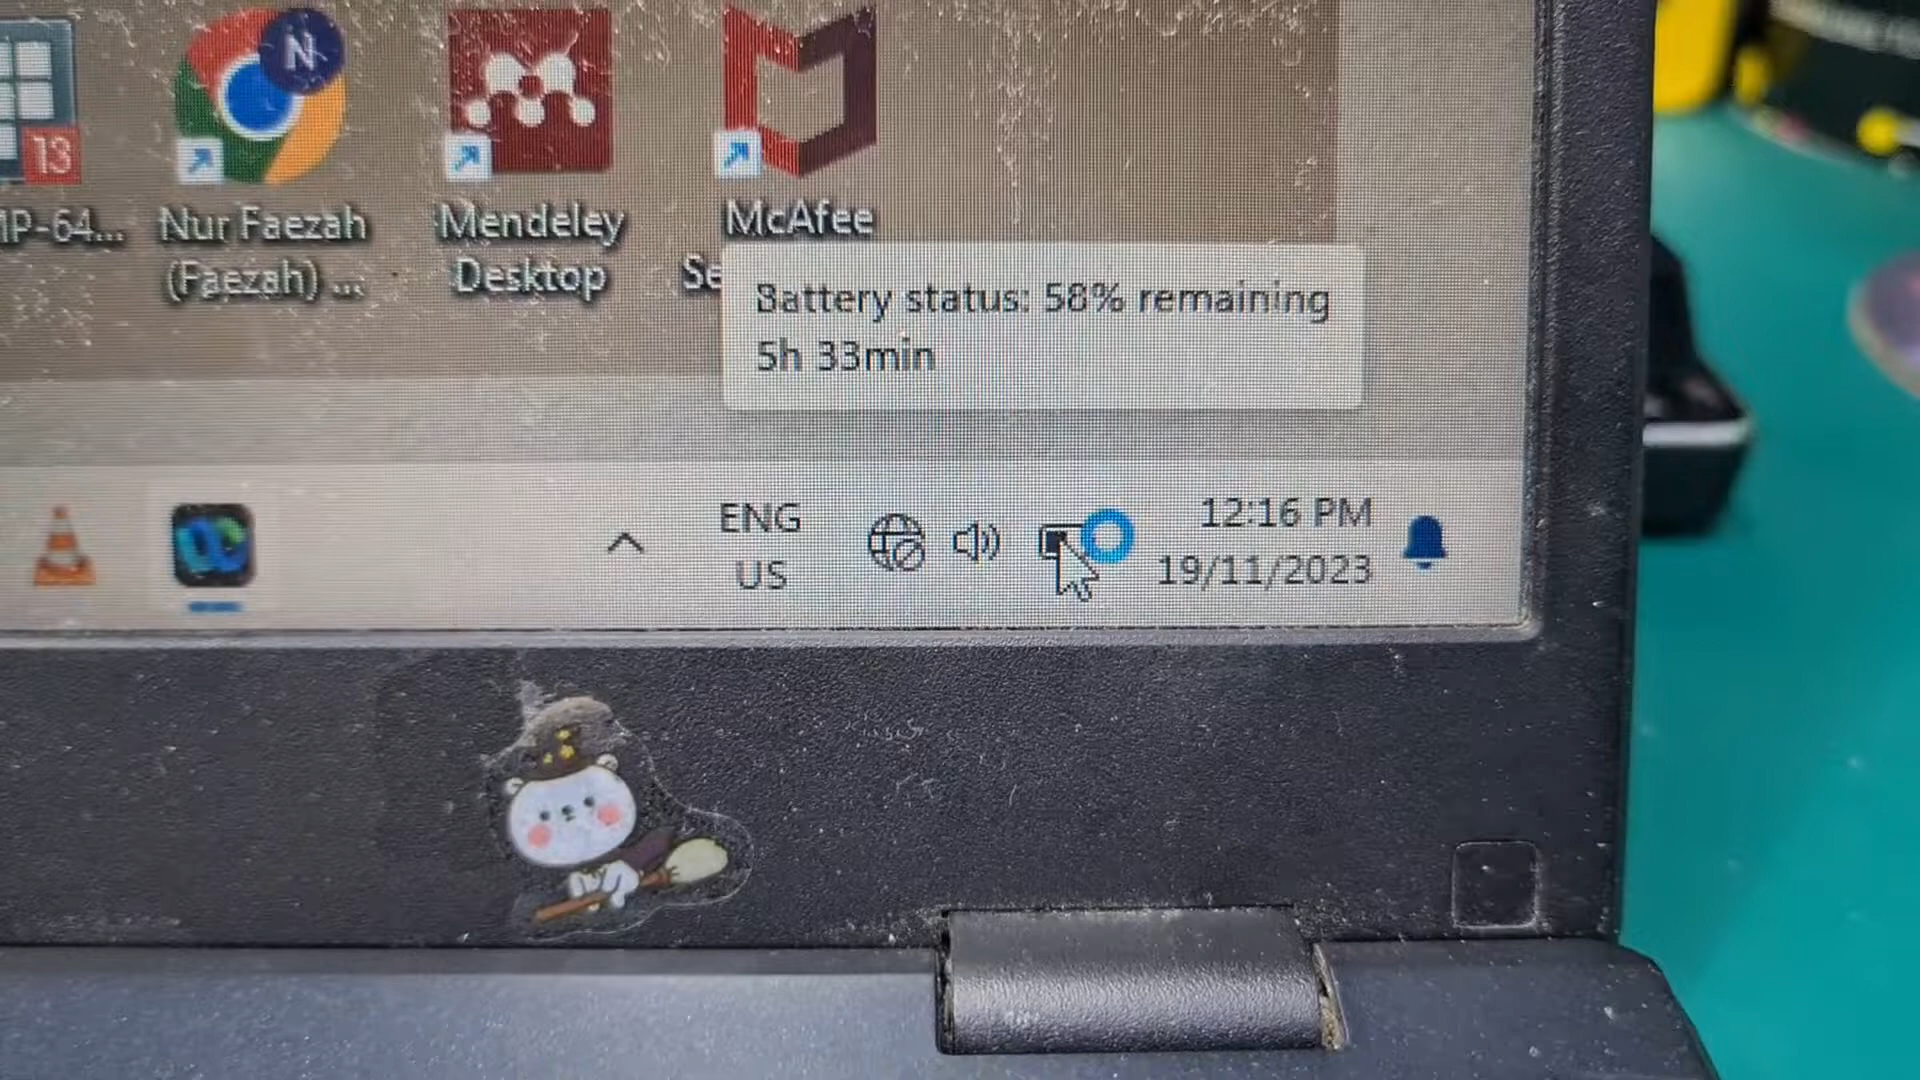 N
13
IP-64...
Nur Faezah
(Faezah) ...
Mendeley
Desktop
McAfee
Se
Battery status: 58% remaining
5h 33min
ENG
US
12:16 PM
19/11/2023